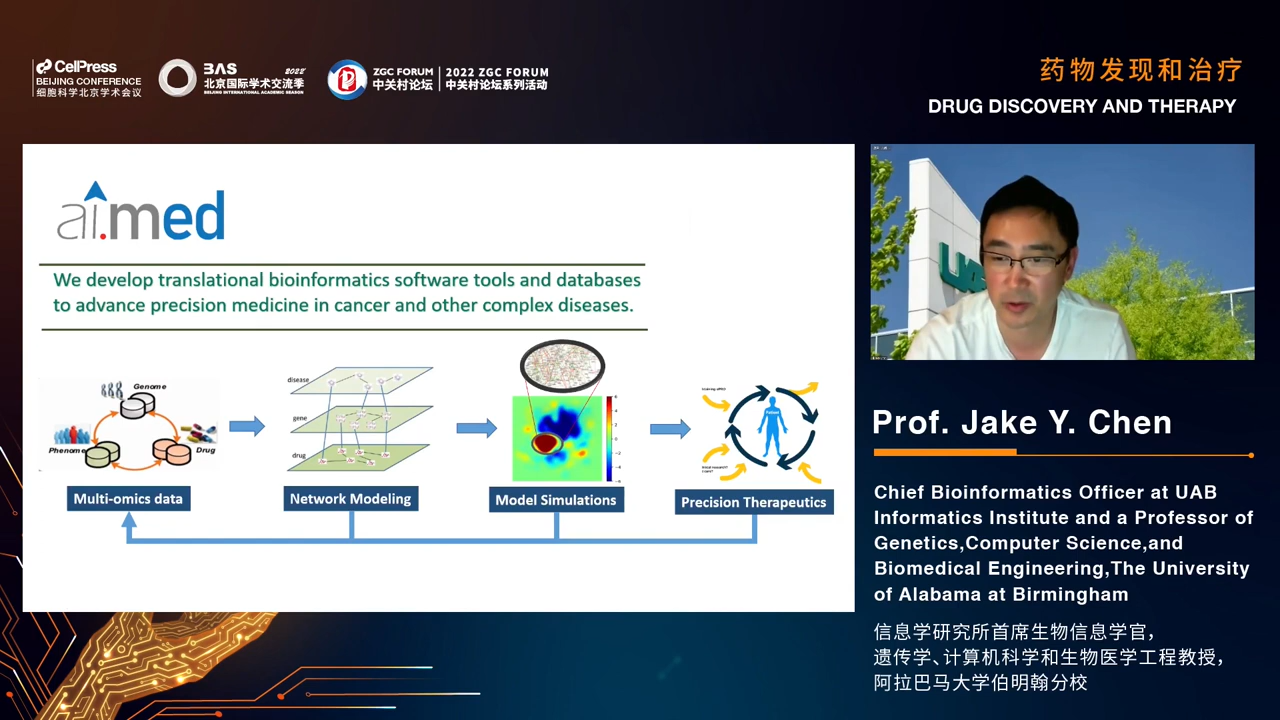 CellPress
BEIJING CONFERENCE
细胞科学北京学术会议
BAS 2022
北京国际学术交流季
BEIJING INTERNATIONAL ACADEMIC SEASON
ZGC FORUM
中关村论坛
2022 ZGC FORUM
中关村论坛系列活动
药物发现和治疗
DRUG DISCOVERY AND THERAPY
ai.med
We develop translational bioinformatics software tools and databases
to advance precision medicine in cancer and other complex diseases.
Genome
Phenome
Drug
disease
gene
drug
Patient
Multi-omics data
Network Modeling
Model Simulations
Precision Therapeutics
UAB
Prof. Jake Y. Chen
Chief Bioinformatics Officer at UAB
Informatics Institute and a Professor of
Genetics,Computer Science,and
Biomedical Engineering,The University
of Alabama at Birmingham
信息学研究所首席生物信息学官，
遗传学、计算机科学和生物医学工程教授，
阿拉巴马大学伯明翰分校